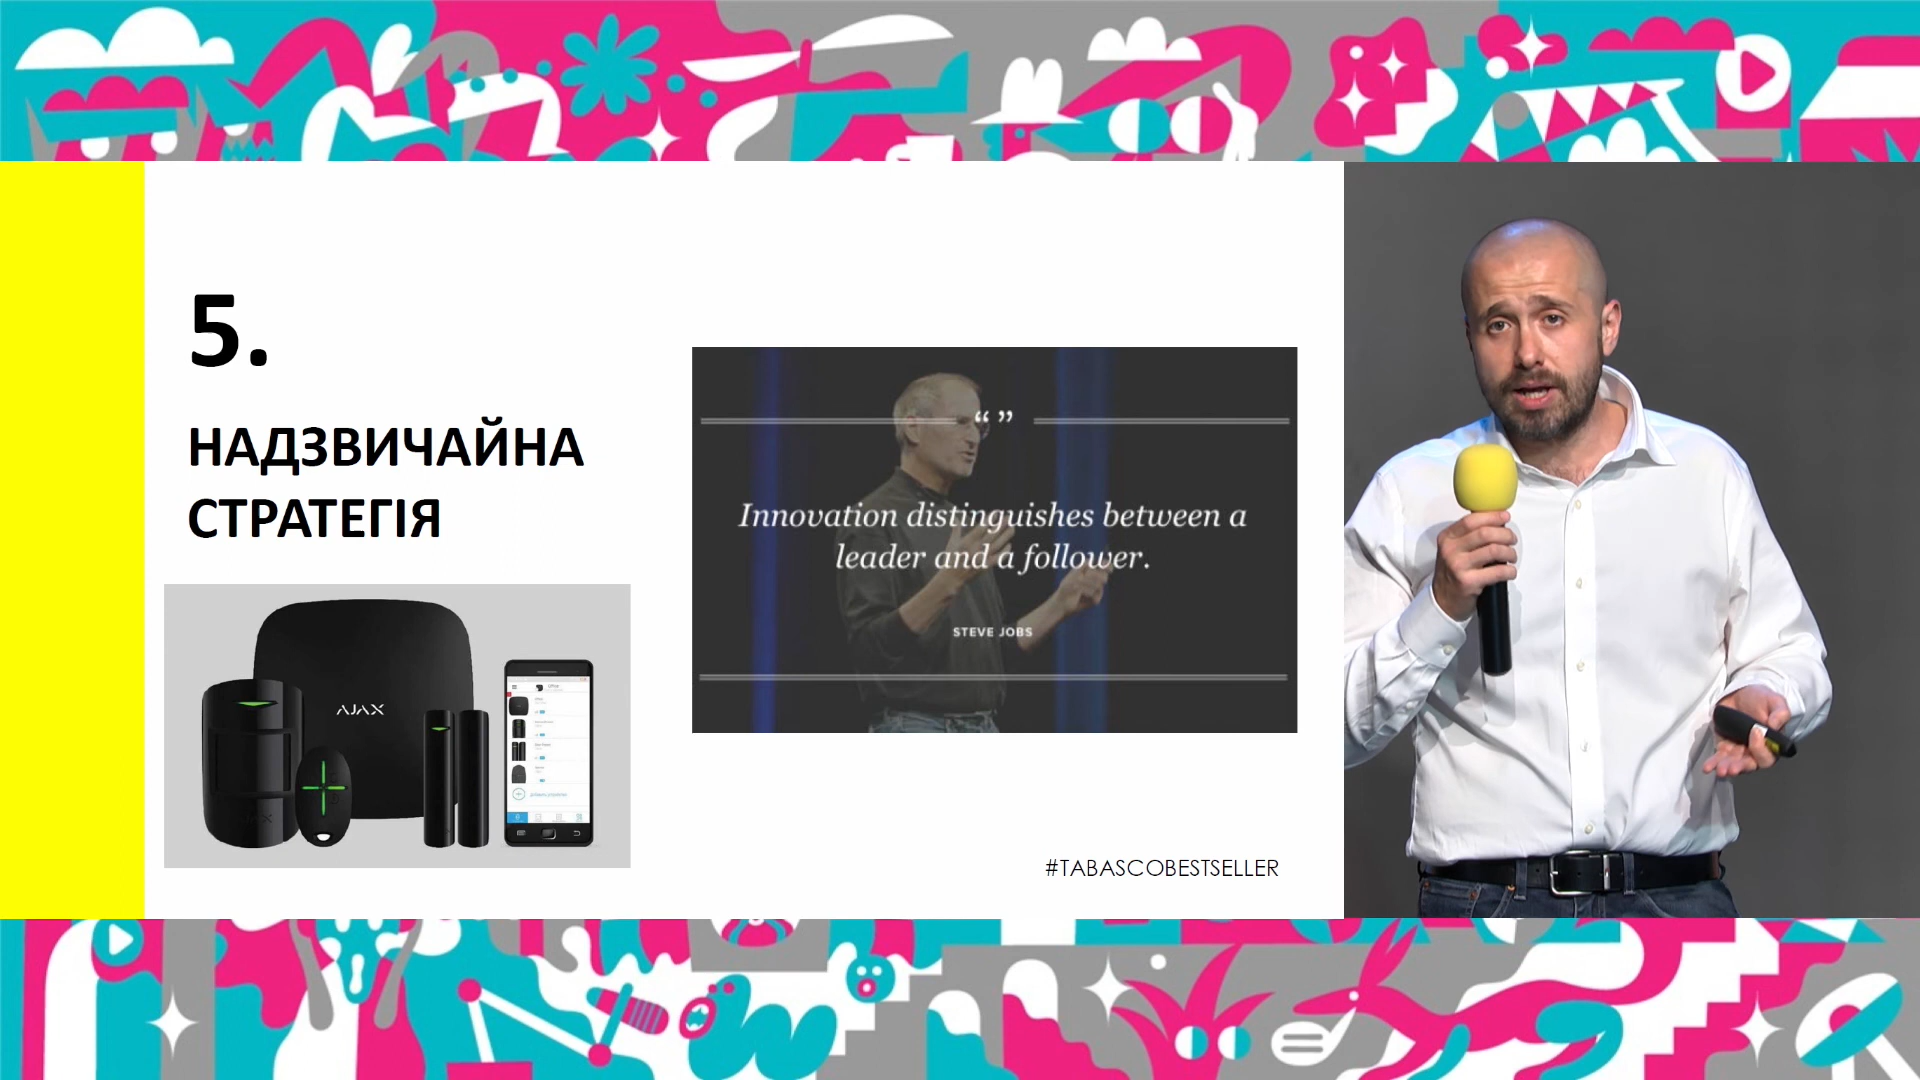 5.
НАДЗВИЧАЙНА
СТРАТЕГІЯ
AJAX
“ ”
Innovation distinguishes between a
leader and a follower.
STEVE JOBS
#TABASCOBESTSELLER